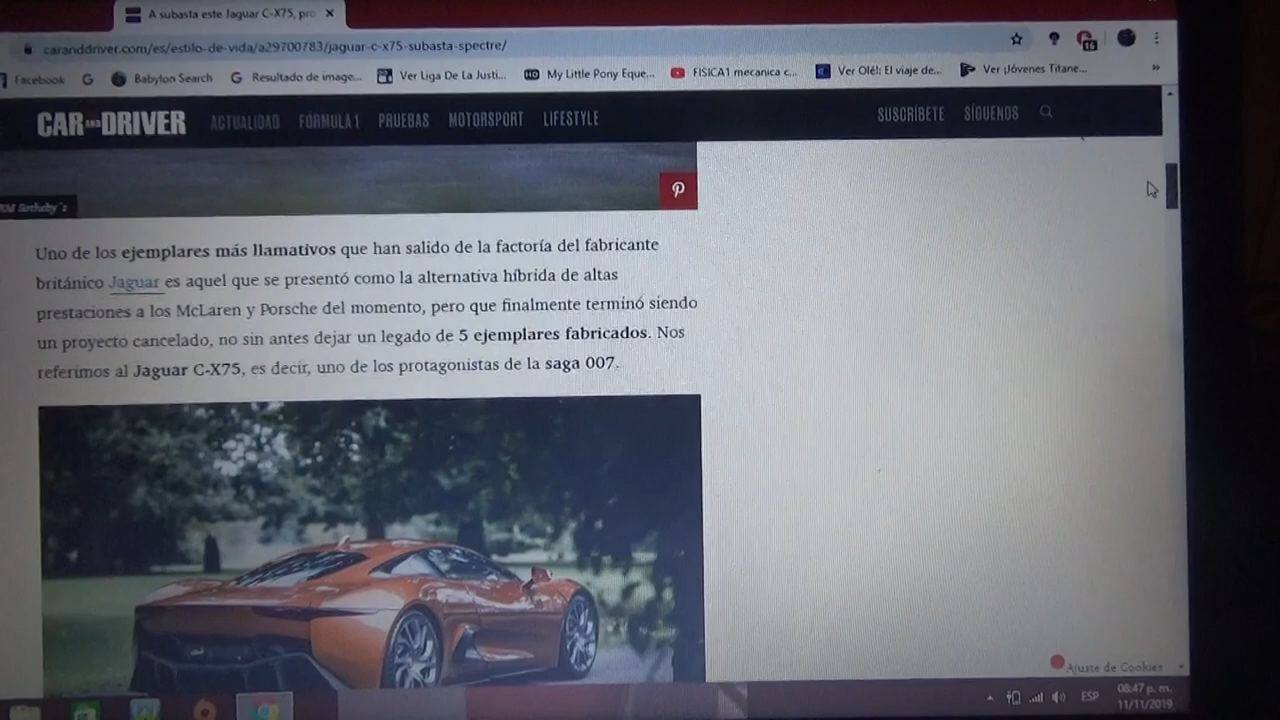 A subasta este Jaguar C-X75, pro
caranddriver.com/es/estilo-de-vida/a29700783/jaguar-c-x75-subasta-spectre/
16
Facebook G Babylon Search G Resultado de image... Ver Liga De La Justi... HD My Little Pony Eque... FISICA1 mecanica c... Ver Olé!: El viaje de... Ver ¡Jóvenes Titane... »
CAR AND DRIVER ACTUALIDAD FÓRMULA 1 PRUEBAS MOTORSPORT LIFESTYLE SUSCRÍBETE SÍGUENOS
RM Sotheby´s
Uno de los ejemplares más llamativos que han salido de la factoría del fabricante
británico Jaguar es aquel que se presentó como la alternativa híbrida de altas
prestaciones a los McLaren y Porsche del momento, pero que finalmente terminó siendo
un proyecto cancelado, no sin antes dejar un legado de 5 ejemplares fabricados. Nos
referimos al Jaguar C-X75, es decir, uno de los protagonistas de la saga 007.
Ajuste de Cookies
ESP 08:47 p. m.
11/11/2019